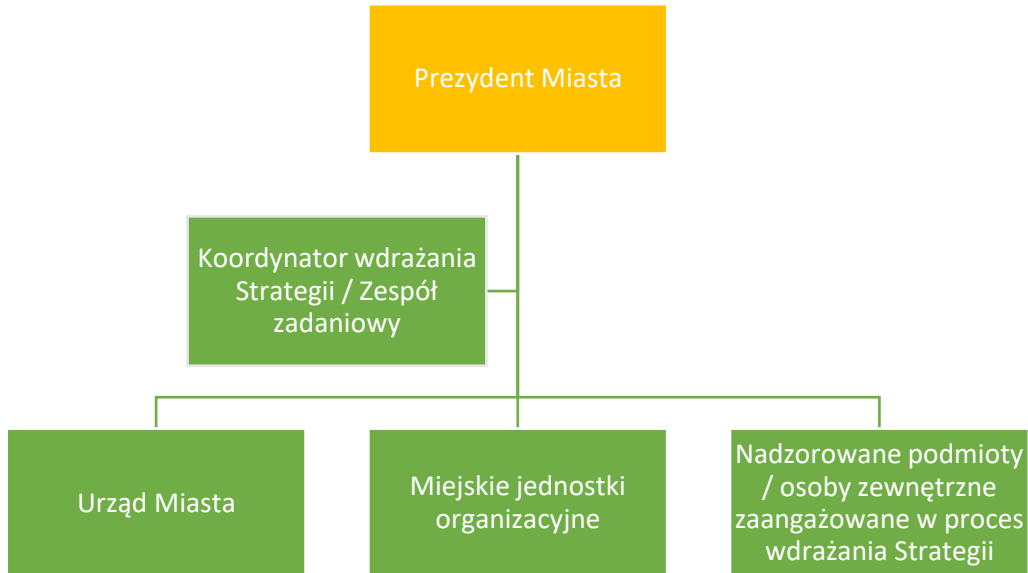 Prezydent Miasta
Koordynator wdrażania
Strategii / Zespół
zadaniowy
Urząd Miasta
Miejskie jednostki
organizacyjne
Nadzorowane podmioty
/ osoby zewnętrzne
zaangażowane w proces
wdrażania Strategii